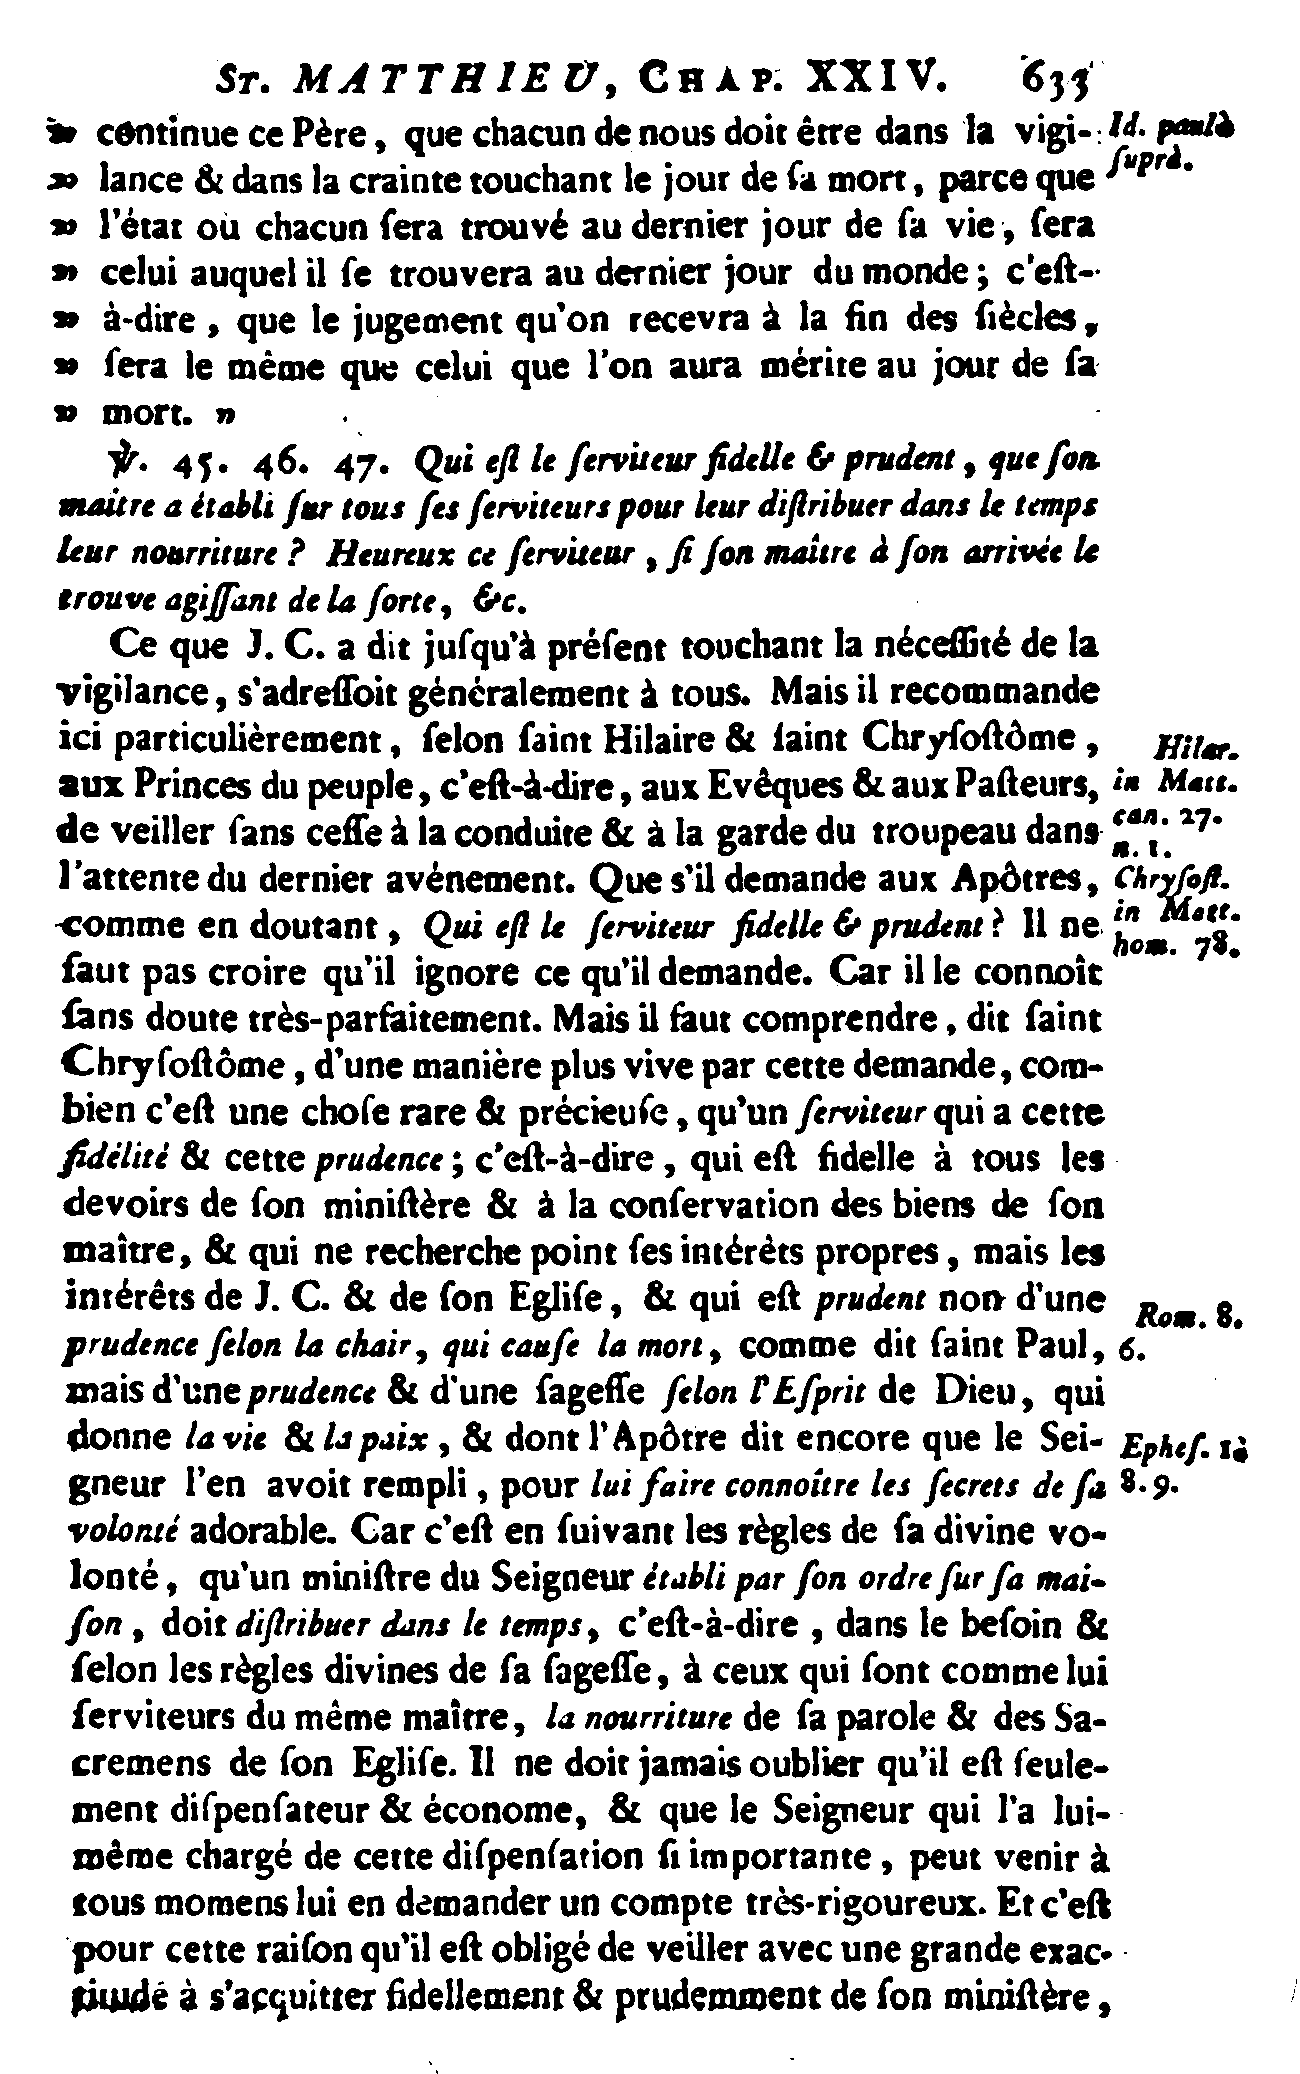 ST. MATTHIEU, CHAP. XXIV. 635
» continue ce Père, que chacun de nous doit être dans la vigi-
» lance & dans la crainte touchant le jour de ſa mort, parce que
» l'état où chacun ſera trouvé au dernier jour de ſa vie, ſera
» celui auquel il ſe trouvera au dernier jour du monde; c'eſt-
» à-dire, que le jugement qu'on recevra à la fin des ſiècles,
» ſera le même que celui que l'on aura mérite au jour de ſa
» mort. »
℣. 45. 46. 47. Qui eſt le ſerviteur fidelle & prudent, que ſon
maitre a établi ſur tous ſes ſerviteurs pour leur diſtribuer dans le temps
leur nourriture? Heureux ce ſerviteur, ſi ſon maître à ſon arrivée le
trouve agiſſant de la ſorte, &c.
Ce que J. C. a dit juſqu'à préſent touchant la néceſſité de la
vigilance, s'adreſſoit généralement à tous. Mais il recommande
ici particulièrement, ſelon ſaint Hilaire & ſaint Chryſoſtôme,
aux Princes du peuple, c'eſt-à-dire, aux Evêques & aux Paſteurs,
de veiller ſans ceſſe à la conduite & à la garde du troupeau dans
l'attente du dernier avénement. Que s'il demande aux Apôtres,
comme en doutant, Qui eſt le ſerviteur fidelle & prudent? Il ne
faut pas croire qu'il ignore ce qu'il demande. Car il le connoît
ſans doute très-parfaitement. Mais il faut comprendre, dit ſaint
Chryſoſtôme, d'une manière plus vive par cette demande, com-
bien c'eſt une choſe rare & précieuſe, qu'un ſerviteur qui a cette
fidélité & cette prudence; c'eſt-à-dire, qui eſt fidelle à tous les
devoirs de ſon miniſtère & à la conſervation des biens de ſon
maître, & qui ne recherche point ſes intérêts propres, mais les
intérêts de J. C. & de ſon Egliſe, & qui eſt prudent non d'une
prudence ſelon la chair, qui cauſe la mort, comme dit ſaint Paul,
mais d'une prudence & d'une ſageſſe ſelon l'Eſprit de Dieu, qui
donne la vie & la paix, & dont l'Apôtre dit encore que le Sei-
gneur l'en avoit rempli, pour lui faire connoître les ſecrets de ſa
volonté adorable. Car c'eſt en ſuivant les règles de ſa divine vo-
lonté, qu'un miniſtre du Seigneur établi par ſon ordre ſur ſa mai-
ſon, doit diſtribuer dans le temps, c'eſt-à-dire, dans le beſoin &
ſelon les règles divines de ſa ſageſſe, à ceux qui ſont comme lui
ſerviteurs du même maître, la nourriture de ſa parole & des Sa-
cremens de ſon Egliſe. Il ne doit jamais oublier qu'il eſt ſeule-
ment diſpenſateur & économe, & que le Seigneur qui l'a lui-
même chargé de cette diſpenſation ſi importante, peut venir à
tous momens lui en demander un compte très-rigoureux. Et c'eſt
pour cette raiſon qu'il eſt obligé de veiller avec une grande exac-
titude à s'acquitter fidellement & prudemment de ſon miniſtère,
Id. paulò
ſuprà.
Hilar.
in Matt.
can. 27.
n. 1.
Chryſoſt.
in Matt.
hom. 78.
Rom. 8.
6.
Epheſ. 1.
8. 9.